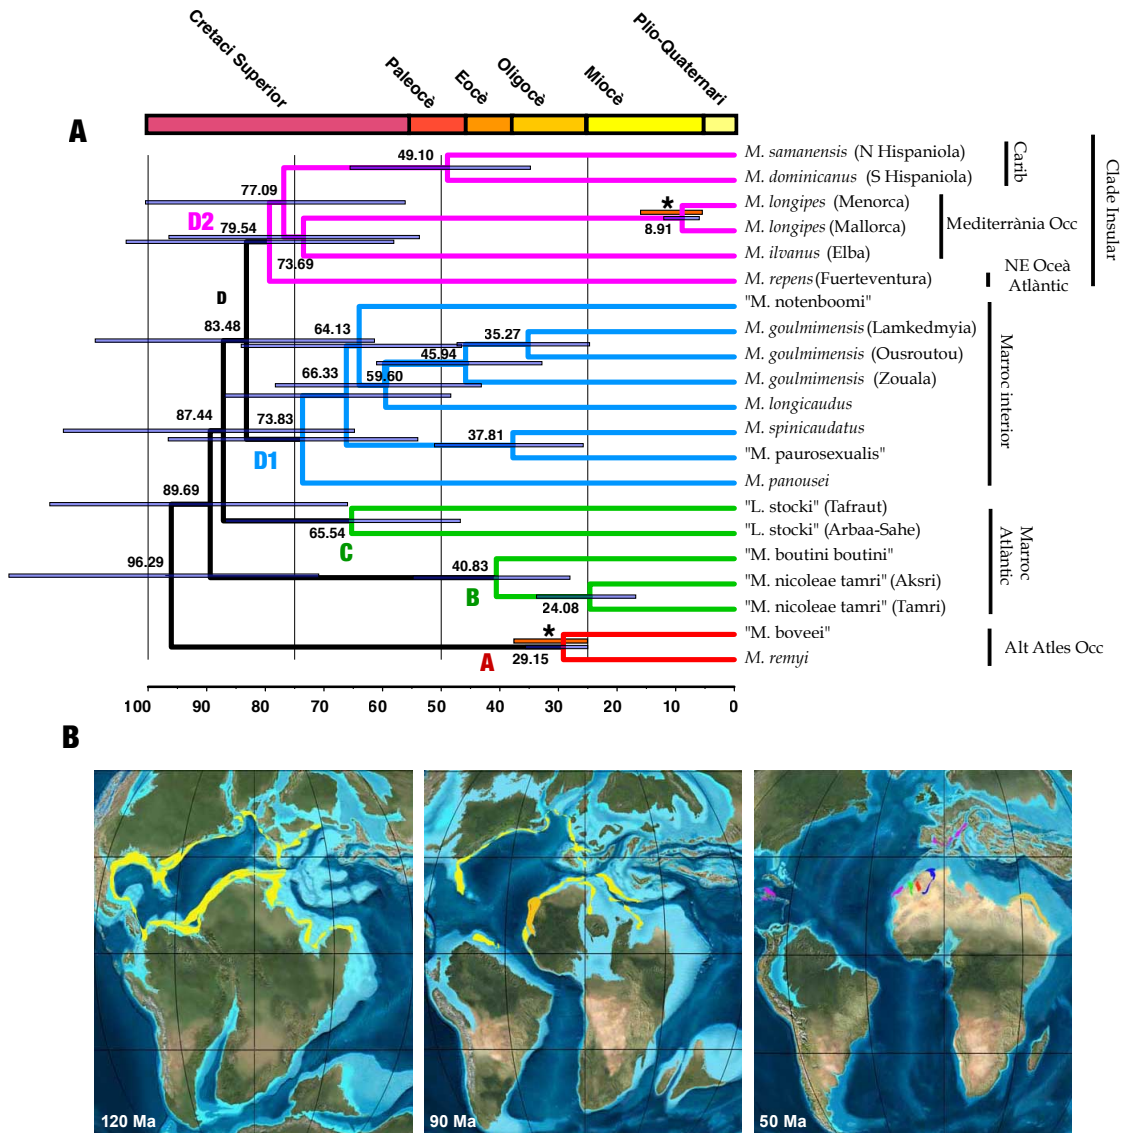 Cretaci Superior
Paleocè
Eocè
Oligocè
Miocè
Plio-Quaternari
A
M. samanensis (N Hispaniola)
M. dominicanus (S Hispaniola)
M. longipes (Menorca)
M. longipes (Mallorca)
M. ilvanus (Elba)
M. repens (Fuerteventura)
"M. notenboomi"
M. goulmimensis (Lamkedmyia)
M. goulmimensis (Ousroutou)
M. goulmimensis (Zouala)
M. longicaudus
M. spinicaudatus
"M. paurosexualis"
M. panousei
"L. stocki" (Tafraut)
"L. stocki" (Arbaa-Sahe)
"M. boutini boutini"
"M. nicoleae tamri" (Aksri)
"M. nicoleae tamri" (Tamri)
"M. boveei"
M. remyi
Carib
Mediterrània Occ
NE Oceà
Atlàntic
Clade Insular
Marroc interior
Marroc
Atlàntic
Alt Atles Occ
49.10
77.09
D2
*
8.91
79.54
73.69
D
83.48
64.13
35.27
45.94
66.33
59.60
87.44
73.83
37.81
D1
89.69
65.54
C
96.29
40.83
B
24.08
*
A
29.15
100 90 80 70 60 50 40 30 20 10 0
B
120 Ma
90 Ma
50 Ma